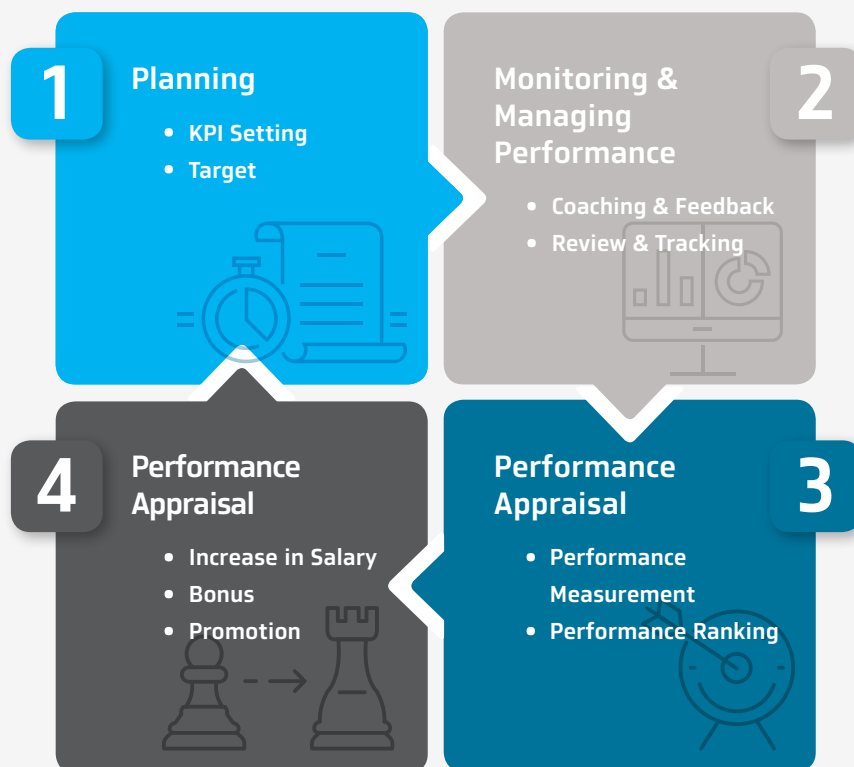 1
Planning
• KPI Setting
• Target
2
Monitoring &
Managing
Performance
• Coaching & Feedback
• Review & Tracking
3
Performance
Appraisal
• Performance
Measurement
• Performance Ranking
4
Performance
Appraisal
• Increase in Salary
• Bonus
• Promotion